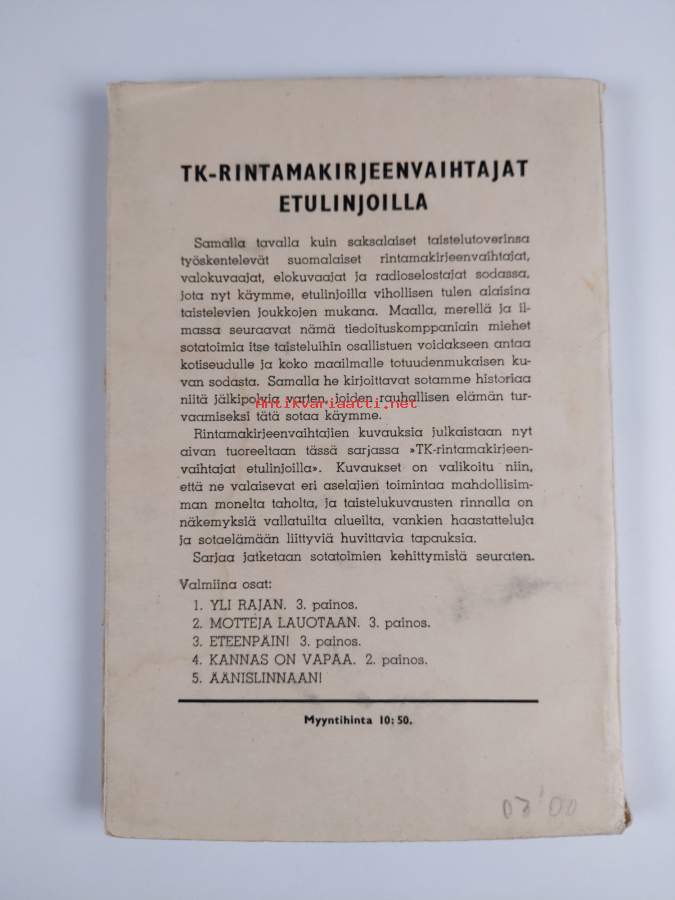 TK-RINTAMAKIRJEENVAIHTAJAT
ETULINJOILLA
Samalla tavalla kuin saksalaiset taistelutoverinsa
työskentelevät suomalaiset rintamakirjeenvaihtajat,
valokuvaajat, elokuvaajat ja radioselostajat sodassa,
jota nyt käymme, etulinjoilla vihollisen tulen alaisina
taistelevien joukkojen mukana. Maalla, merellä ja il-
massa seuraavat nämä tiedoituskomppaniain miehet
sotatoimia itse taisteluihin osallistuen voidakseen antaa
kotiseudulle ja koko maailmalle totuudenmukaisen ku-
van sodasta. Samalla he kirjoittavat sotamme historiaa
niitä jälkipolvia varten, joiden rauhallisen elämän tur-
Antikvariaatti.net
vaamiseksi tätä sotaa käymme.
Rintamakirjeenvaihtajien kuvauksia julkaistaan nyt
aivan tuoreeltaan tässä sarjassa »TK-rintamakirjeen-
vaihtajat etulinjoilla». Kuvaukset on valikoitu niin,
että ne valaisevat eri aselajien toimintaa mahdollisim-
man monelta taholta, ja taistelukuvausten rinnalla on
näkemyksiä vallatuilta alueilta, vankien haastatteluja
ja sotaelämään liittyviä huvittavia tapauksia.
Sarjaa jatketaan sotatoimien kehittymistä seuraten.
Valmiina osat:
1. YLI RAJAN. 3. painos.
2. MOTTEJA LAUOTAAN. 3. painos.
3. ETEENPÄIN! 3. painos.
4. KANNAS ON VAPAA. 2. painos.
5. ÄÄNISLINNAAN!
Myyntihinta 10:50.